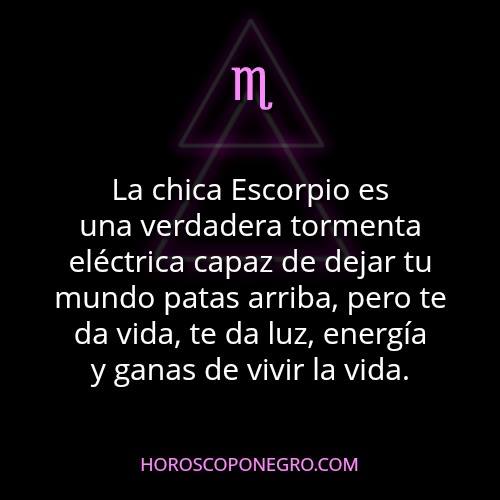 ♏
La chica Escorpio es
una verdadera tormenta
eléctrica capaz de dejar tu
mundo patas arriba, pero te
da vida, te da luz, energía
y ganas de vivir la vida.
HOROSCOPONEGRO.COM